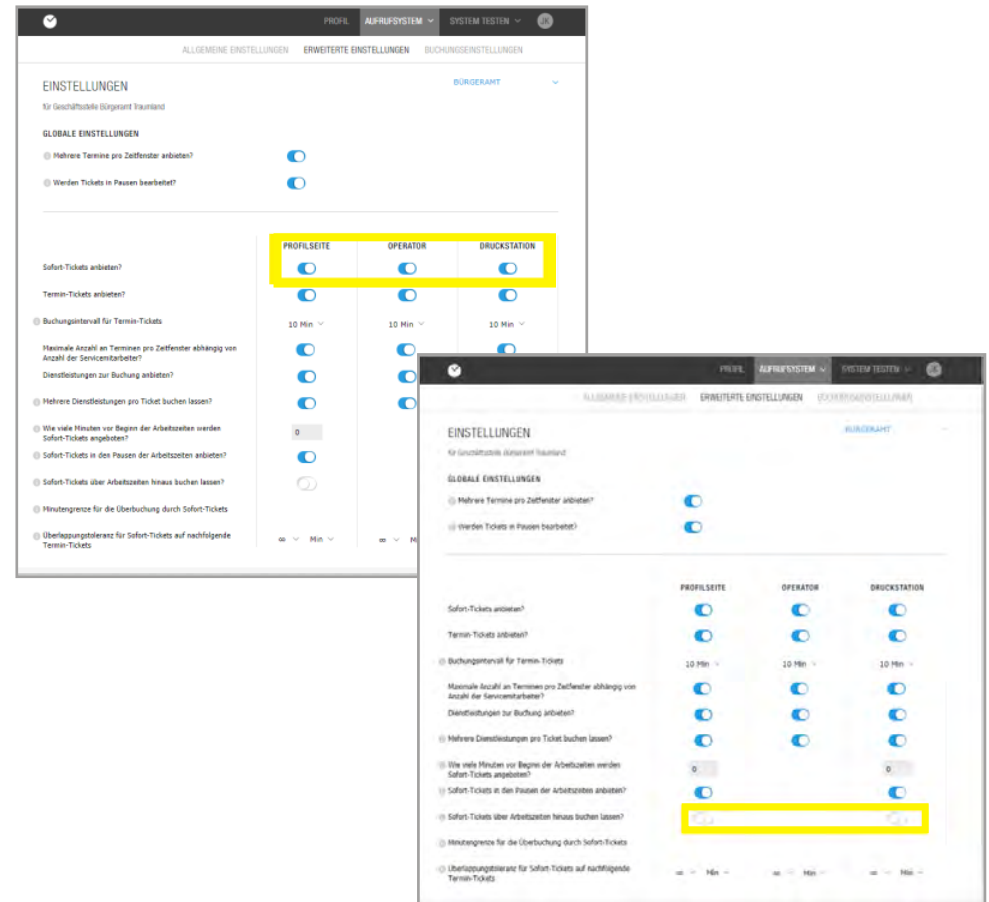 PROFIL AUFRUFSYSTEM SYSTEM TESTEN JK
ALLGEMEINE EINSTELLUNGEN ERWEITERTE EINSTELLUNGEN BUCHUNGSEINSTELLUNGEN
EINSTELLUNGEN BÜRGERAMT
für Geschäftsstelle Bürgeramt Traumland
GLOBALE EINSTELLUNGEN
Mehrere Termine pro Zeitfenster anbieten?
Werden Tickets in Pausen bearbeitet?
PROFILSEITE OPERATOR DRUCKSTATION
Sofort-Tickets anbieten?
Termin-Tickets anbieten?
Buchungsintervall für Termin-Tickets 10 Min 10 Min 10 Min
Maximale Anzahl an Terminen pro Zeitfenster abhängig von
Anzahl der Servicemitarbeiter?
Dienstleistungen zur Buchung anbieten?
Mehrere Dienstleistungen pro Ticket buchen lassen?
Wie viele Minuten vor Beginn der Arbeitszeiten werden
Sofort-Tickets angeboten? 0
Sofort-Tickets in den Pausen der Arbeitszeiten anbieten?
Sofort-Tickets über Arbeitszeiten hinaus buchen lassen?
Minutengrenze für die Überbuchung durch Sofort-Tickets
Überlappungstoleranz für Sofort-Tickets auf nachfolgende
Termin-Tickets ∞ Min ∞ M
PROFIL AUFRUFSYSTEM SYSTEM TESTEN JK
ALLGEMEINE EINSTELLUNGEN ERWEITERTE EINSTELLUNGEN BUCHUNGSEINSTELLUNGEN
EINSTELLUNGEN BÜRGERAMT
für Geschäftsstelle Bürgeramt Traumland
GLOBALE EINSTELLUNGEN
Mehrere Termine pro Zeitfenster anbieten?
Werden Tickets in Pausen bearbeitet?
PROFILSEITE OPERATOR DRUCKSTATION
Sofort-Tickets anbieten?
Termin-Tickets anbieten?
Buchungsintervall für Termin-Tickets 10 Min 10 Min 10 Min
Maximale Anzahl an Terminen pro Zeitfenster abhängig von
Anzahl der Servicemitarbeiter?
Dienstleistungen zur Buchung anbieten?
Mehrere Dienstleistungen pro Ticket buchen lassen?
Wie viele Minuten vor Beginn der Arbeitszeiten werden
Sofort-Tickets angeboten? 0 0
Sofort-Tickets in den Pausen der Arbeitszeiten anbieten?
Sofort-Tickets über Arbeitszeiten hinaus buchen lassen?
Minutengrenze für die Überbuchung durch Sofort-Tickets
Überlappungstoleranz für Sofort-Tickets auf nachfolgende
Termin-Tickets ∞ Min ∞ Min ∞ Min